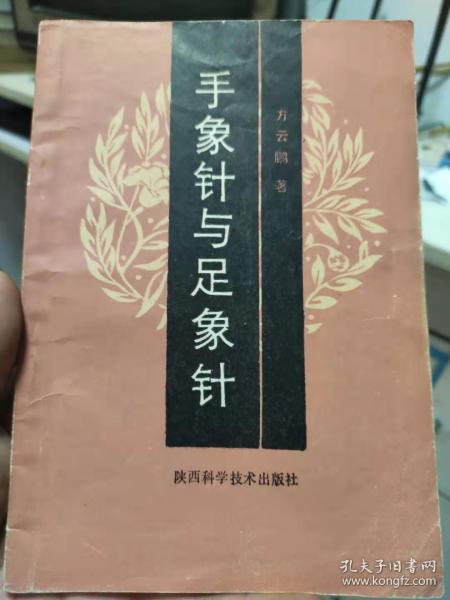 手象针与足象针
方云鹏 著
陕西科学技术出版社
孔夫子旧书网
www.kongfz.com